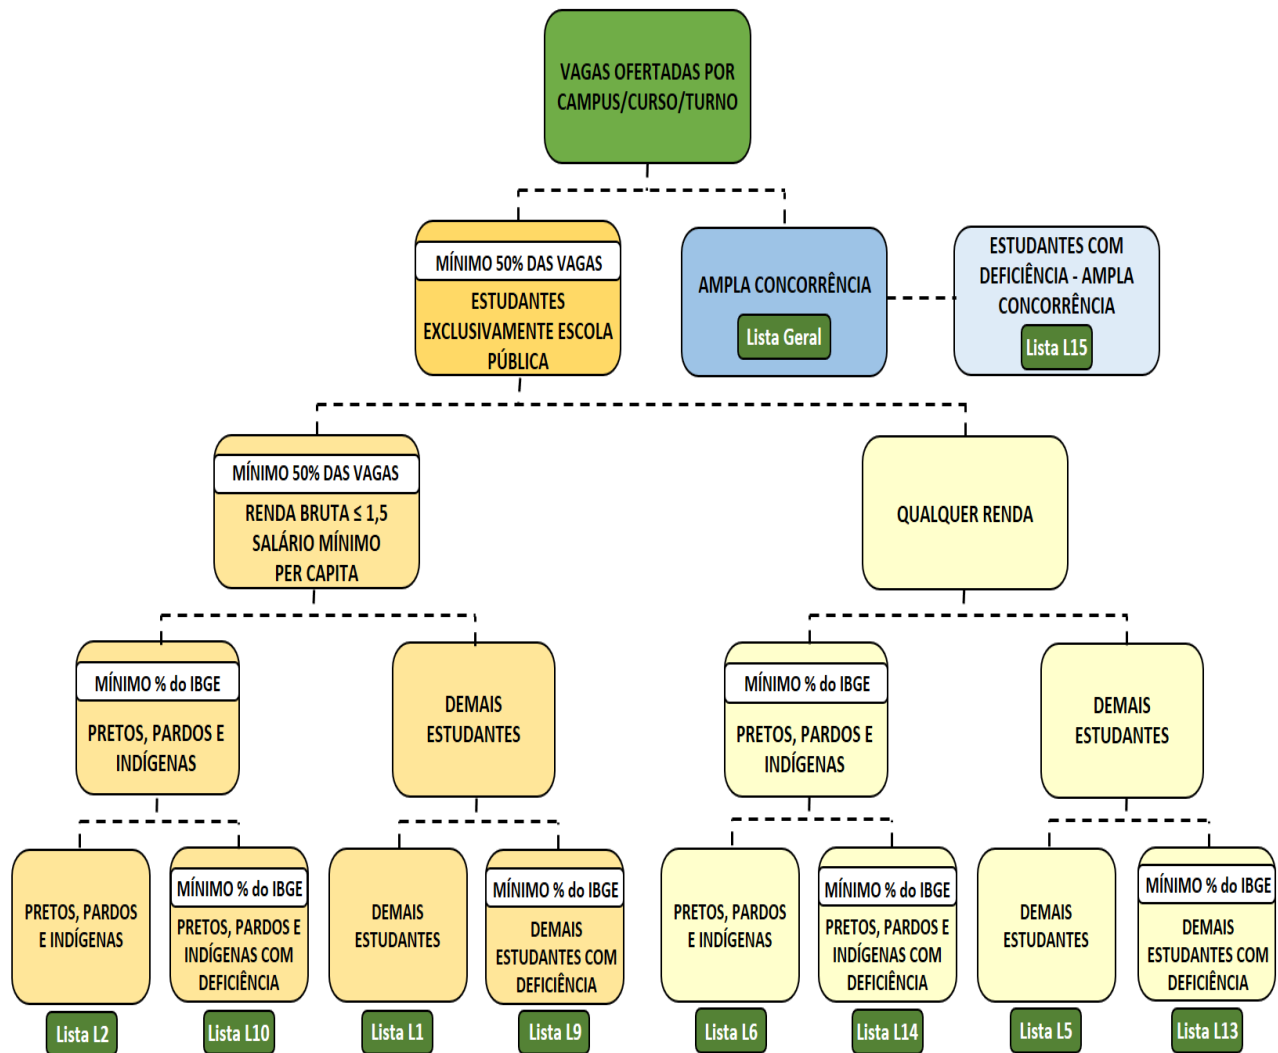 VAGAS OFERTADAS POR
CAMPUS/CURSO/TURNO
MÍNIMO 50% DAS VAGAS
ESTUDANTES
EXCLUSIVAMENTE ESCOLA
PÚBLICA
AMPLA CONCORRÊNCIA
Lista Geral
ESTUDANTES COM
DEFICIÊNCIA - AMPLA
CONCORRÊNCIA
Lista L15
MÍNIMO 50% DAS VAGAS
RENDA BRUTA ≤ 1,5
SALÁRIO MÍNIMO
PER CAPITA
QUALQUER RENDA
MÍNIMO % do IBGE
PRETOS, PARDOS E
INDÍGENAS
DEMAIS
ESTUDANTES
MÍNIMO % do IBGE
PRETOS, PARDOS E
INDÍGENAS
DEMAIS
ESTUDANTES
PRETOS, PARDOS
E INDÍGENAS
Lista L2
MÍNIMO % do IBGE
PRETOS, PARDOS E
INDÍGENAS COM
DEFICIÊNCIA
Lista L10
DEMAIS
ESTUDANTES
Lista L1
MÍNIMO % do IBGE
DEMAIS
ESTUDANTES COM
DEFICIÊNCIA
Lista L9
PRETOS, PARDOS
E INDÍGENAS
Lista L6
MÍNIMO % do IBGE
PRETOS, PARDOS E
INDÍGENAS COM
DEFICIÊNCIA
Lista L14
DEMAIS
ESTUDANTES
Lista L5
MÍNIMO % do IBGE
DEMAIS
ESTUDANTES COM
DEFICIÊNCIA
Lista L13